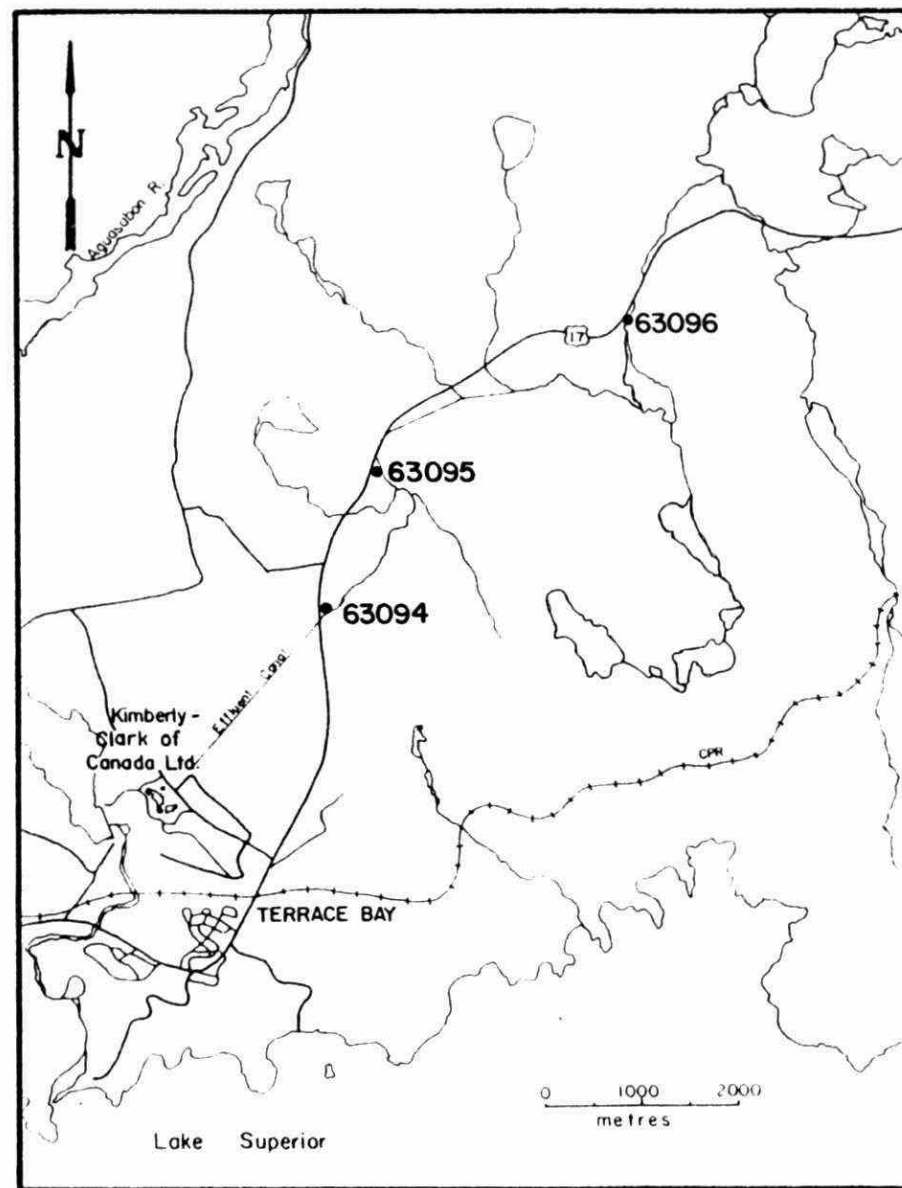 N
Aguasabon R.
63096
17
63095
63094
Effluent Canal
Kimberly-
Clark of
Canada Ltd.
CPR
TERRACE BAY
0 1000 2000
metres
Lake Superior